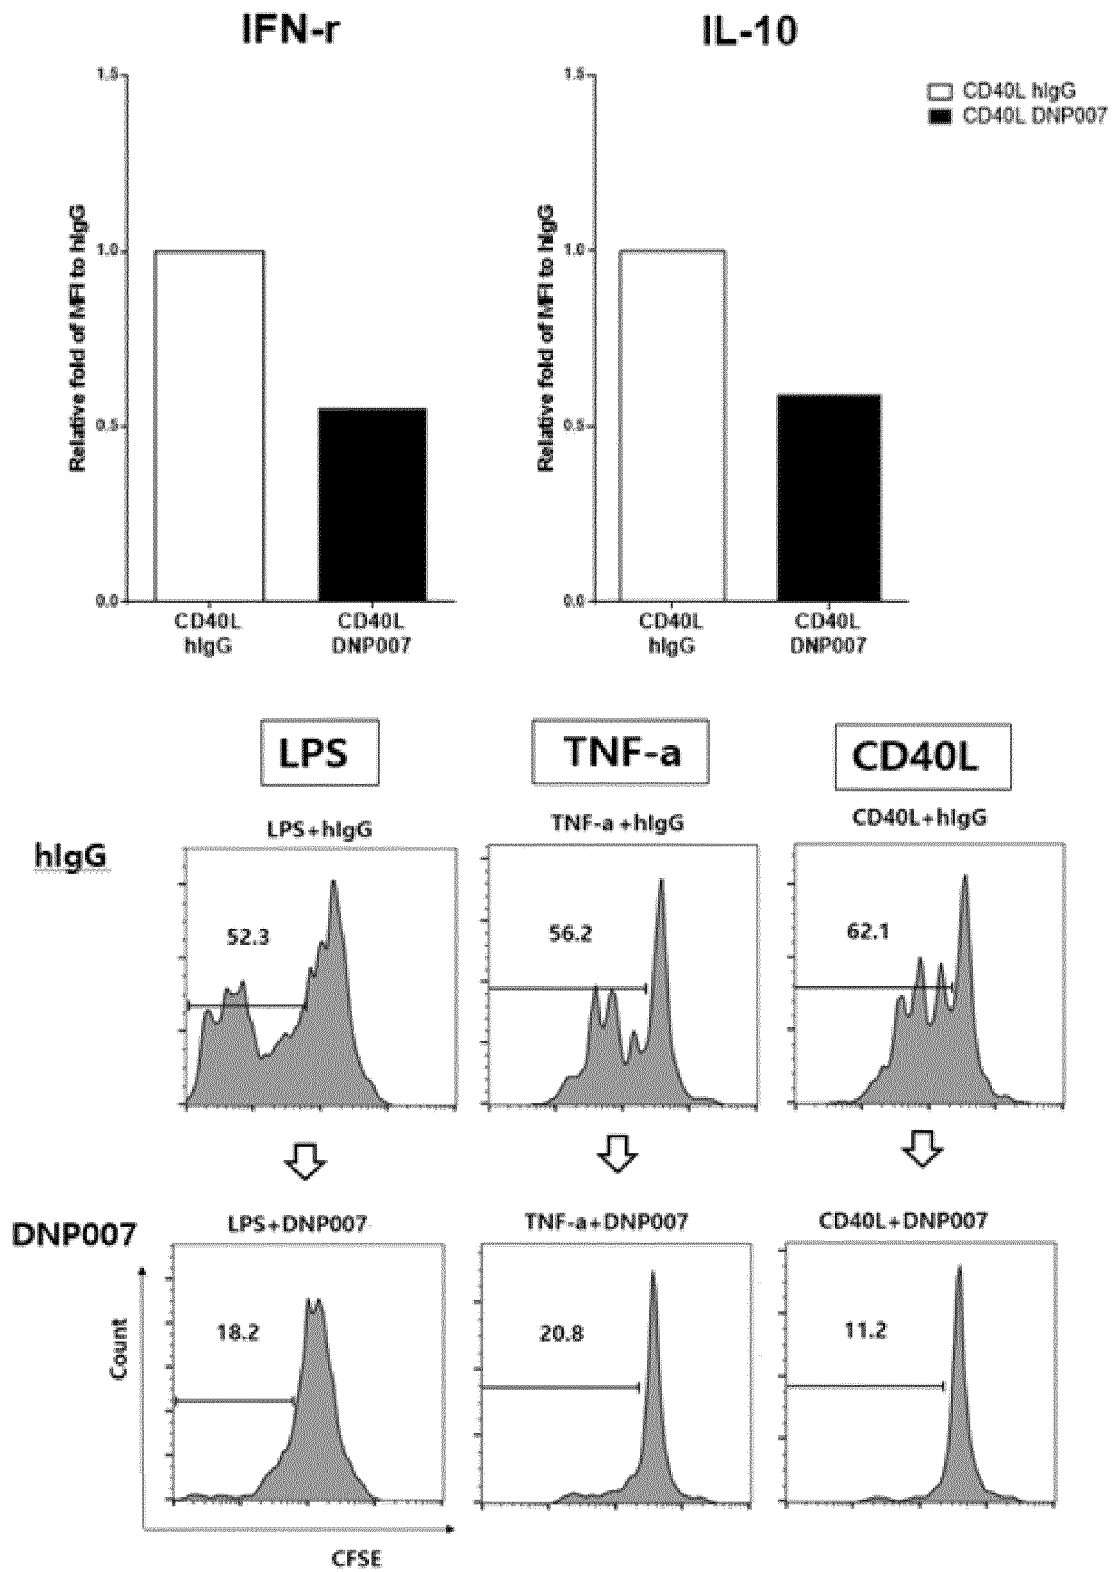 IFN-r
IL-10
CD40L hIgG
CD40L DNP007
Relative fold of MFI to hIgG
1.5
1.0
0.5
0.0
CD40L
hIgG
CD40L
DNP007
Relative fold of MFI to hIgG
1.5
1.0
0.5
0.0
CD40L
hIgG
CD40L
DNP007
LPS
TNF-a
CD40L
hIgG
LPS+hIgG
TNF-a +hIgG
CD40L+hIgG
52.3
56.2
62.1
DNP007
LPS+DNP007
TNF-a+DNP007
CD40L+DNP007
18.2
20.8
11.2
Count
CFSE